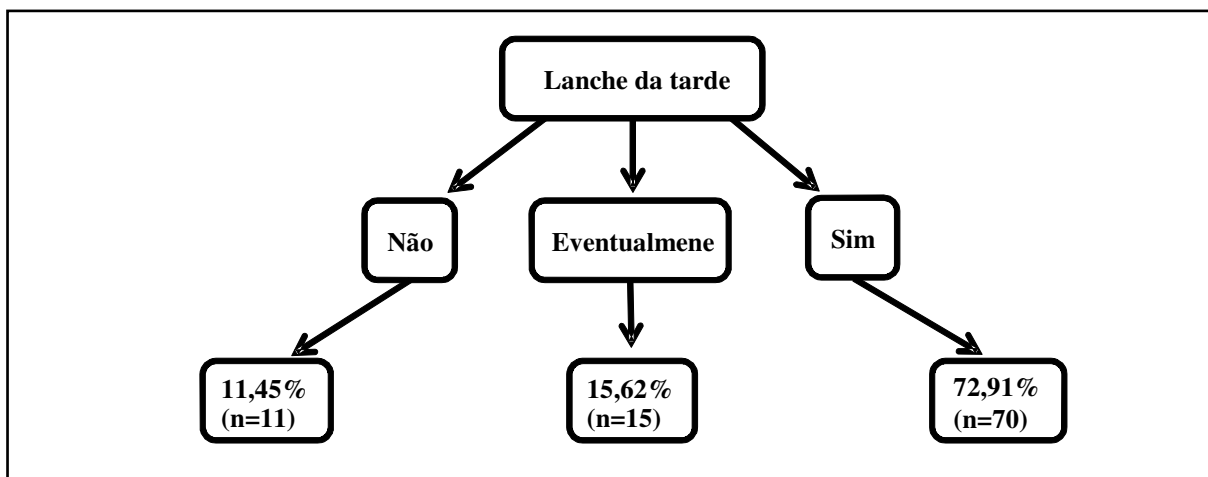 Lanche da tarde
Não
Eventualmene
Sim
11,45%
(n=11)
15,62%
(n=15)
72,91%
(n=70)